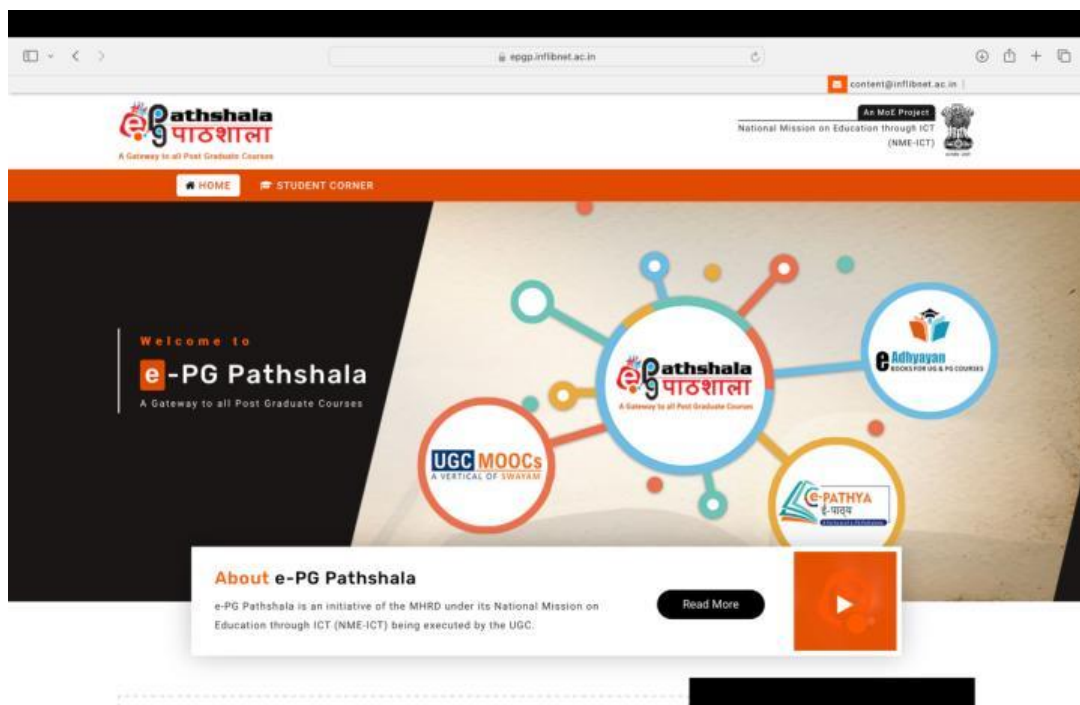 epgp.inflibnet.ac.in
content@inflibnet.ac.in
ePGPathshala
पाठशाला
A Gateway to all Post Graduate Courses
An MoE Project
National Mission on Education through ICT
(NME-ICT)
HOME
STUDENT CORNER
Welcome to
e-PG Pathshala
A Gateway to all Post Graduate Courses
ePGPathshala
पाठशाला
A Gateway to all Post Graduate Courses
e Adhyayan
BOOKS FOR UG & PG COURSES
UGC MOOCs
A VERTICAL OF SWAYAM
e-PATHYA
ई-पाठ्य
About e-PG Pathshala
e-PG Pathshala is an initiative of the MHRD under its National Mission on
Education through ICT (NME-ICT) being executed by the UGC.
Read More